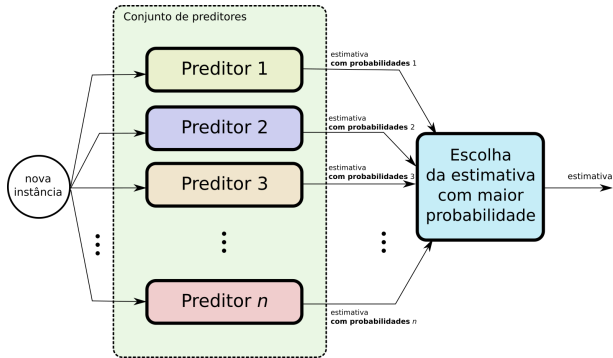 Conjunto de preditores
Preditor 1
estimativa
com probabilidades 1
Preditor 2
estimativa
com probabilidades 2
nova
instância
Preditor 3
estimativa
com probabilidades 3
Escolha
da estimativa
com maior
probabilidade
estimativa
Preditor n
estimativa
com probabilidades n